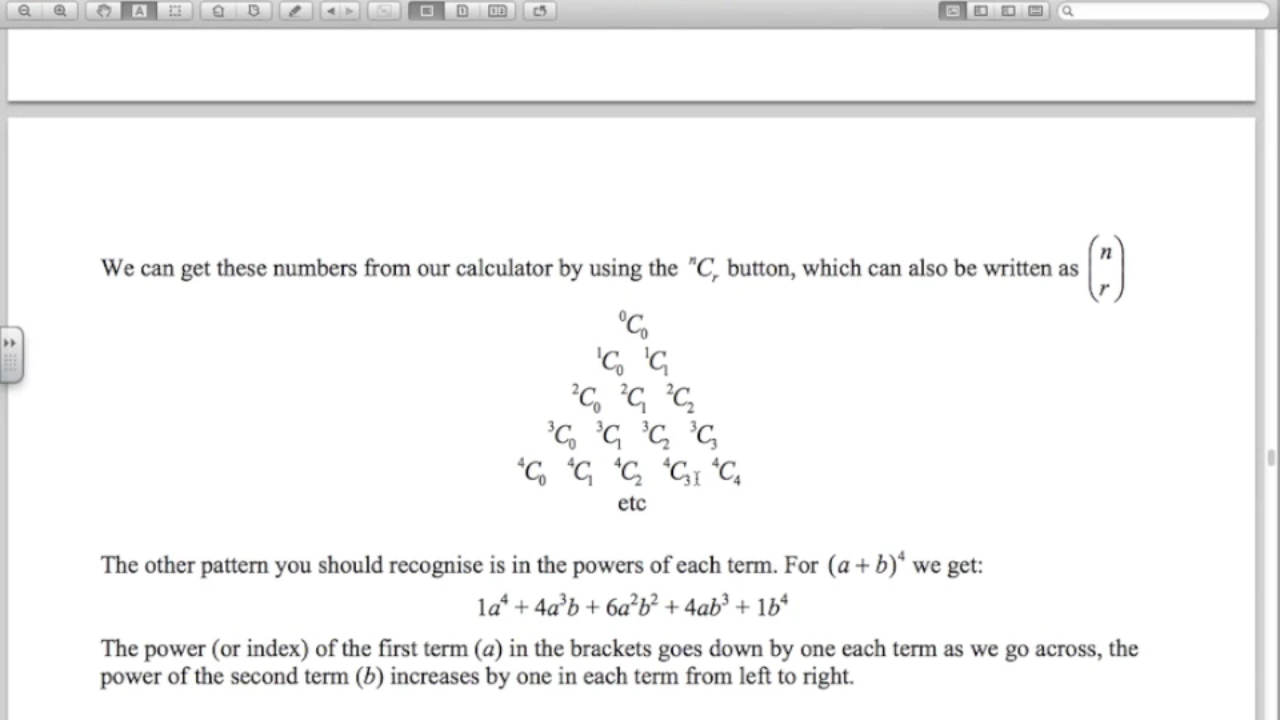 We can get these numbers from our calculator by using the ⁿCᵣ button, which can also be written as (n r)
⁰C₀
¹C₀ ¹C₁
²C₀ ²C₁ ²C₂
³C₀ ³C₁ ³C₂ ³C₃
⁴C₀ ⁴C₁ ⁴C₂ ⁴C₃ ⁴C₄
etc
The other pattern you should recognise is in the powers of each term. For (a + b)⁴ we get:
1a⁴ + 4a³b + 6a²b² + 4ab³ + 1b⁴
The power (or index) of the first term (a) in the brackets goes down by one each term as we go across, the
power of the second term (b) increases by one in each term from left to right.